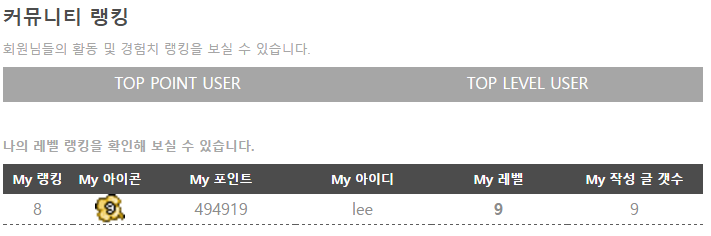 커뮤니티 랭킹
회원님들의 활동 및 경험치 랭킹을 보실 수 있습니다.
TOP POINT USER TOP LEVEL USER
나의 레벨 랭킹을 확인해 보실 수 있습니다.
My 랭킹 My 아이콘 My 포인트 My 아이디 My 레벨 My 작성 글 갯수
8 9 494919 lee 9 9